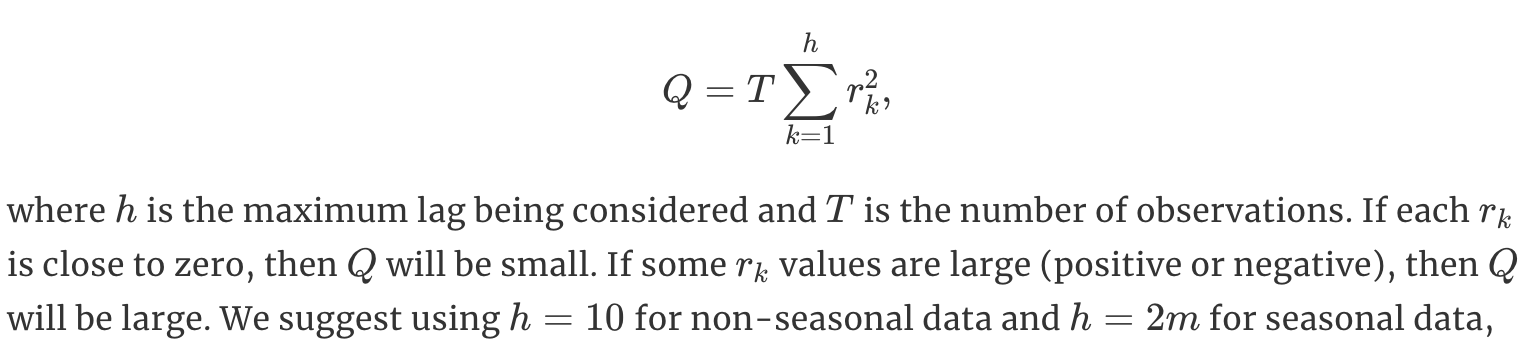 Q = T \sum_{k=1}^{h} r_k^2,
where h is the maximum lag being considered and T is the number of observations. If each r_k
is close to zero, then Q will be small. If some r_k values are large (positive or negative), then Q
will be large. We suggest using h = 10 for non-seasonal data and h = 2m for seasonal data,